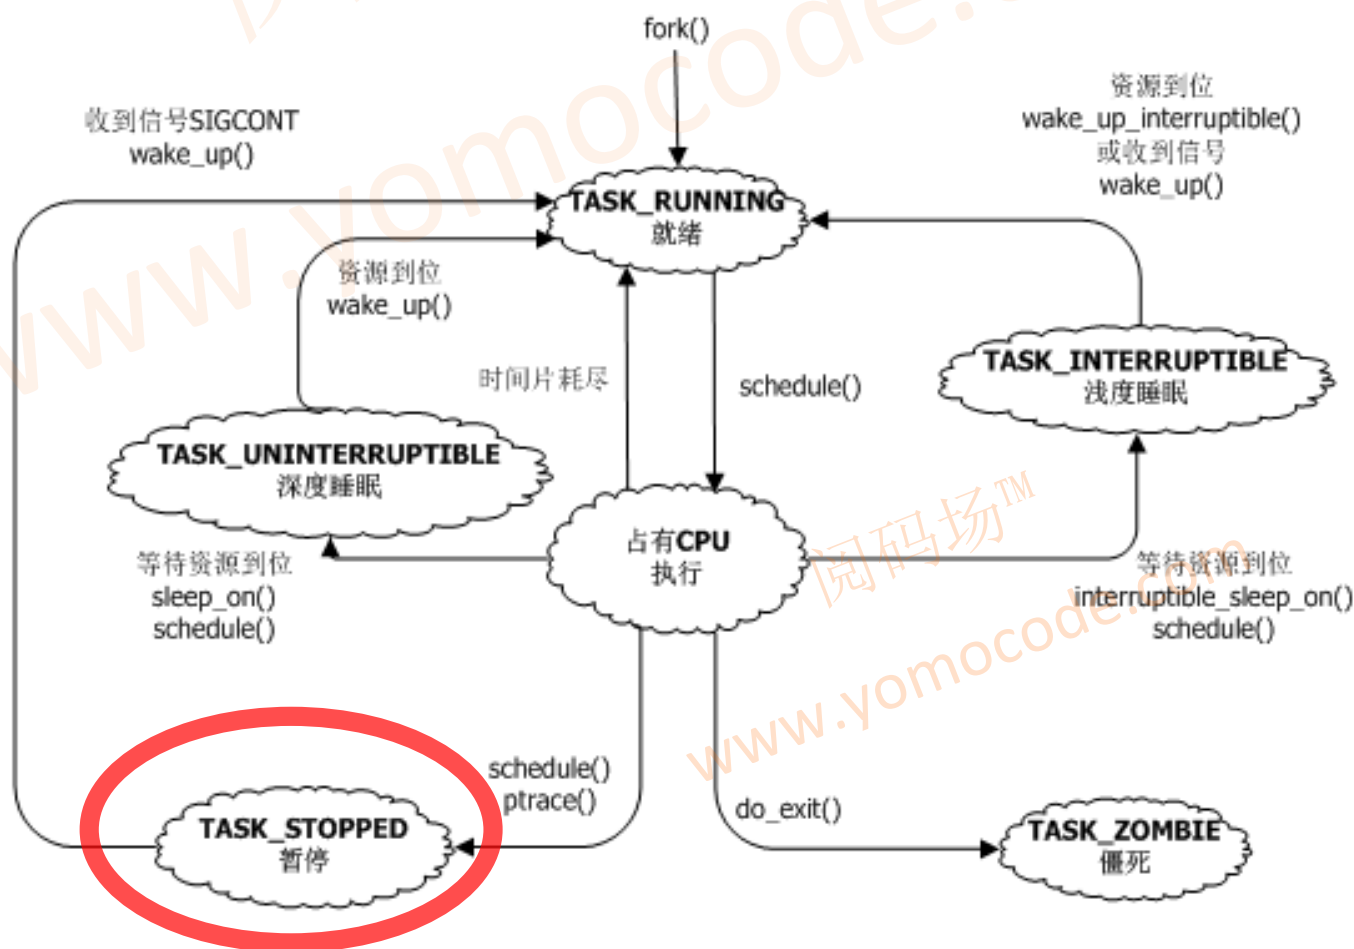 fork()
资源到位
wake_up_interruptible()
或收到信号
wake_up()
收到信号SIGCONT
wake_up()
TASK_RUNNING
就绪
资源到位
wake_up()
TASK_INTERRUPTIBLE
浅度睡眠
时间片耗尽
schedule()
TASK_UNINTERRUPTIBLE
深度睡眠
占有CPU
执行
等待资源到位
sleep_on()
schedule()
等待资源到位
interruptible_sleep_on()
schedule()
schedule()
ptrace()
do_exit()
TASK_STOPPED
暂停
TASK_ZOMBIE
僵死
www.yomocode.c
阅码场™
www.yomocode.com